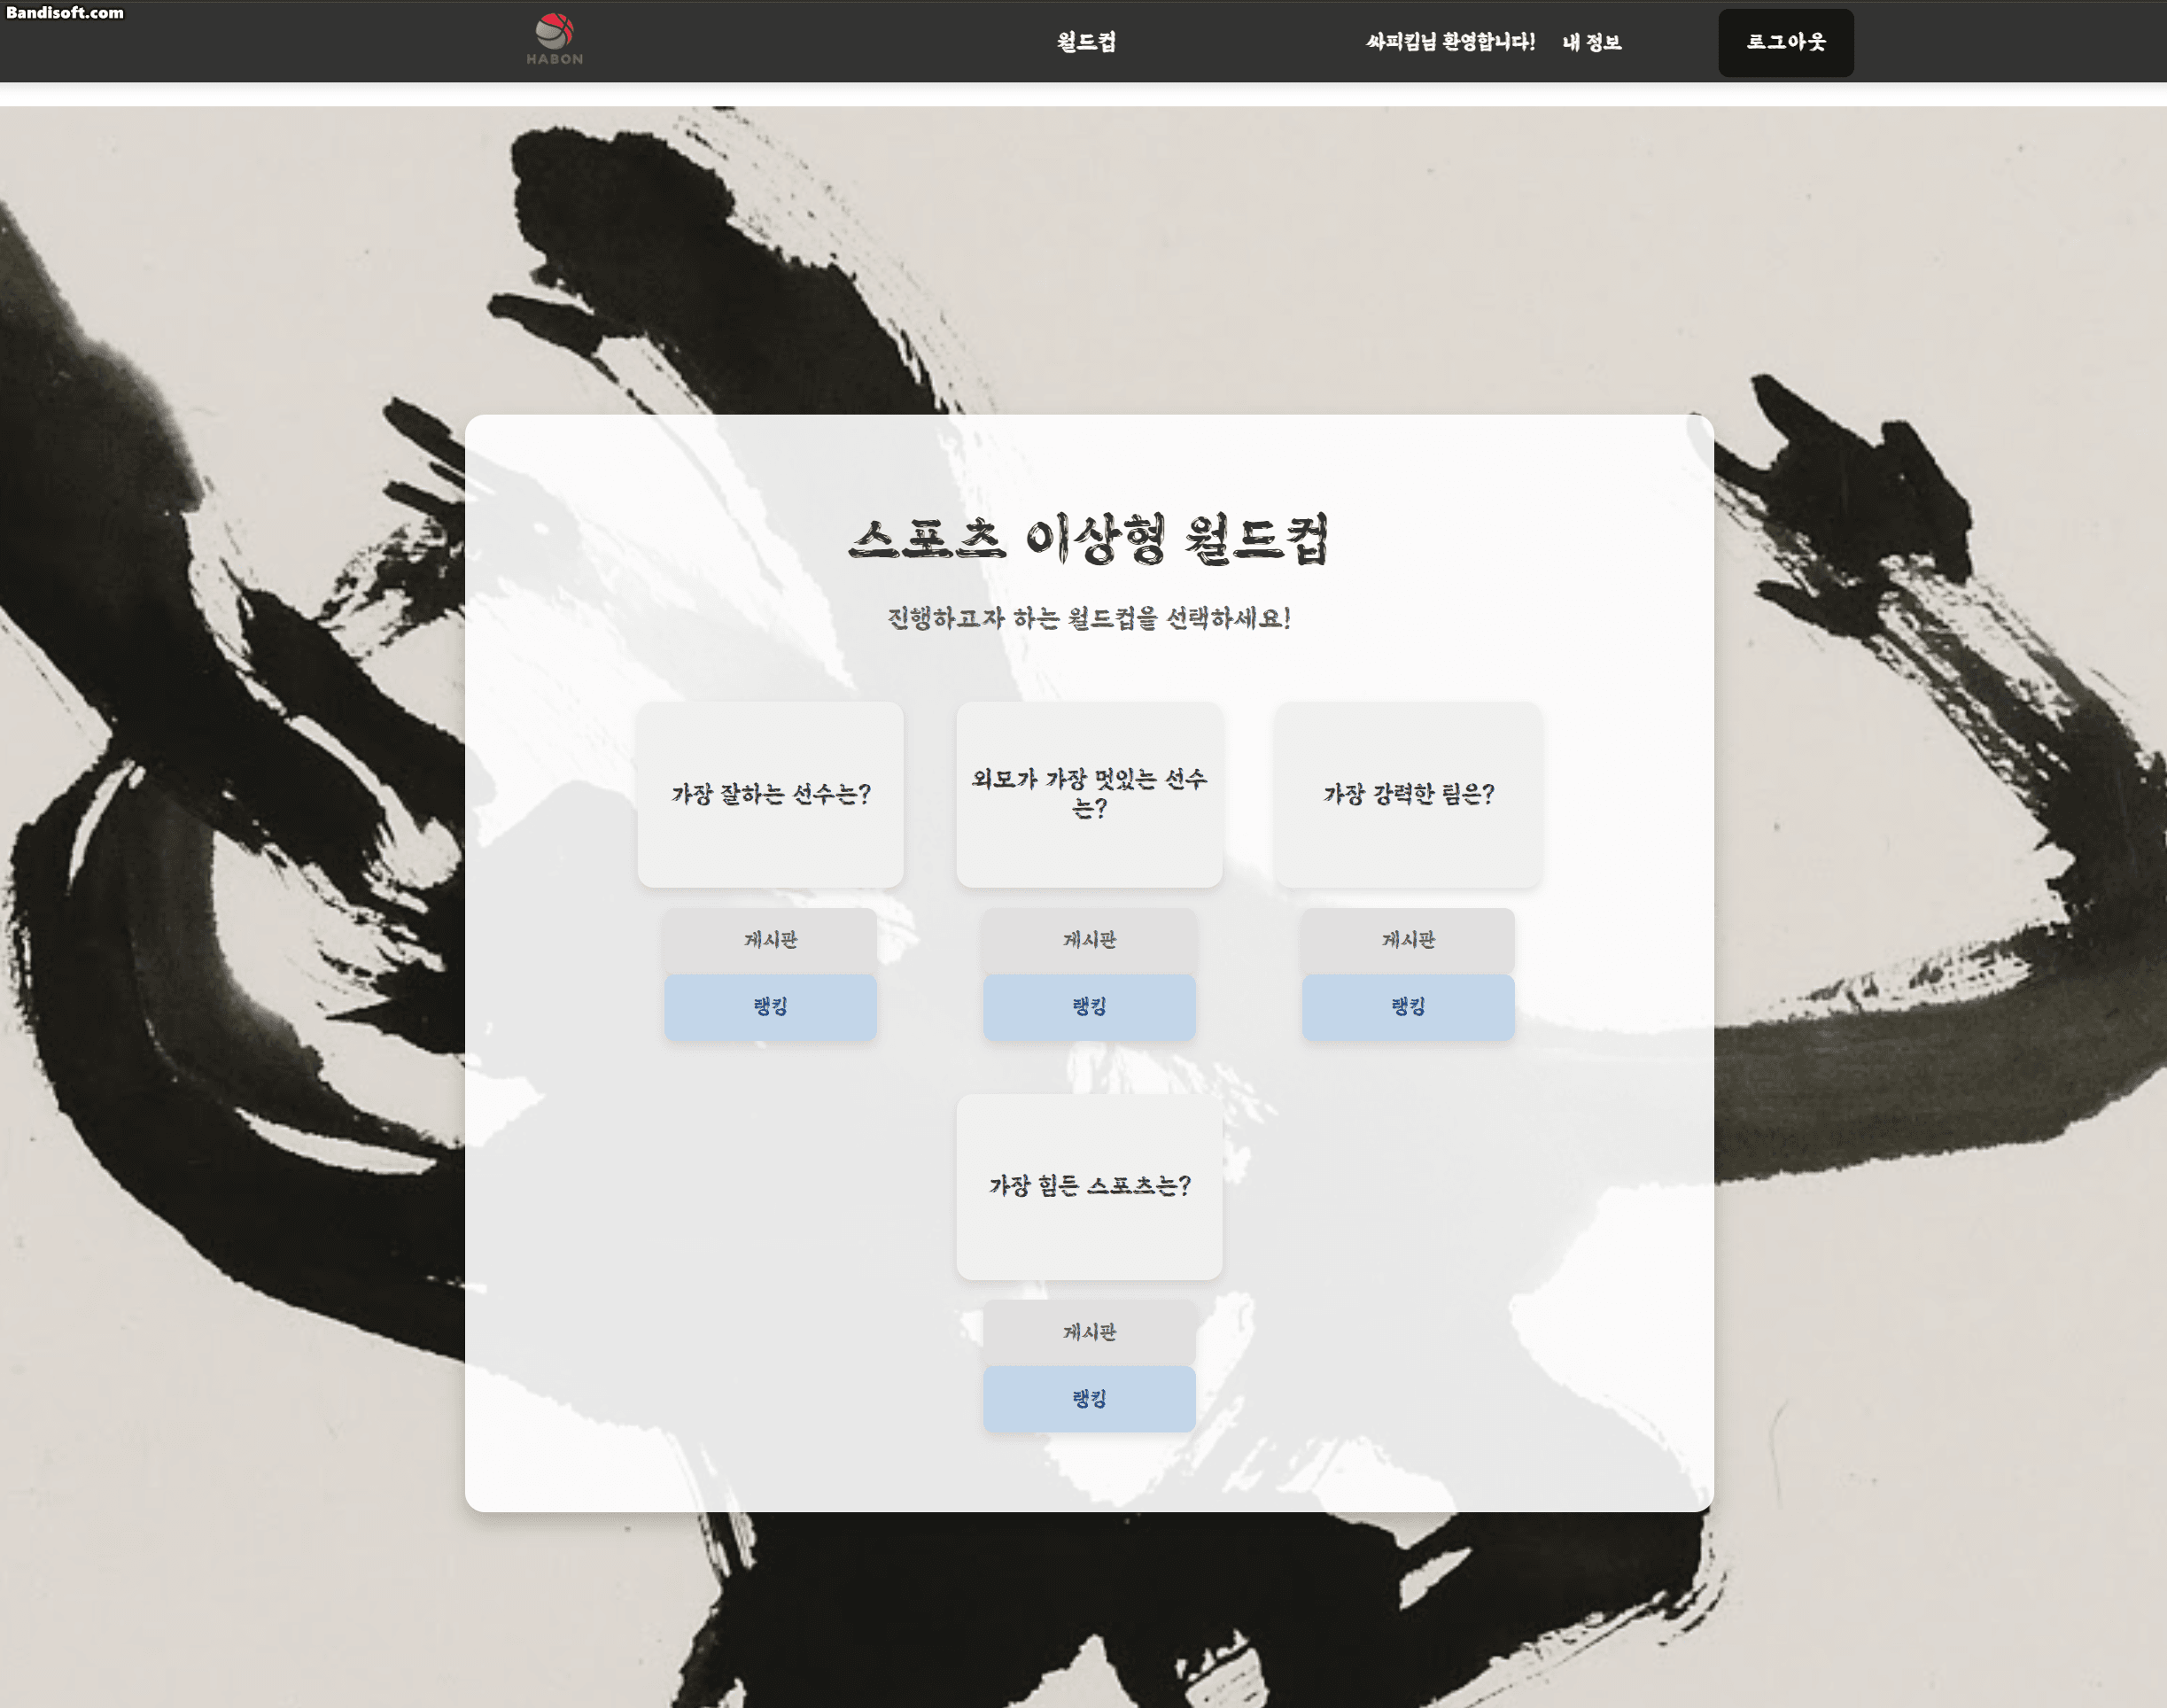 Bandisoft.com
HABON
월드컵
싸피킴님 환영합니다!
내 정보
로그아웃
스포츠 이상형 월드컵
진행하고자 하는 월드컵을 선택하세요!
가장 잘하는 선수는?
외모가 가장 멋있는 선수
는?
가장 강력한 팀은?
게시판
게시판
게시판
랭킹
랭킹
랭킹
가장 힘든 스포츠는?
게시판
랭킹